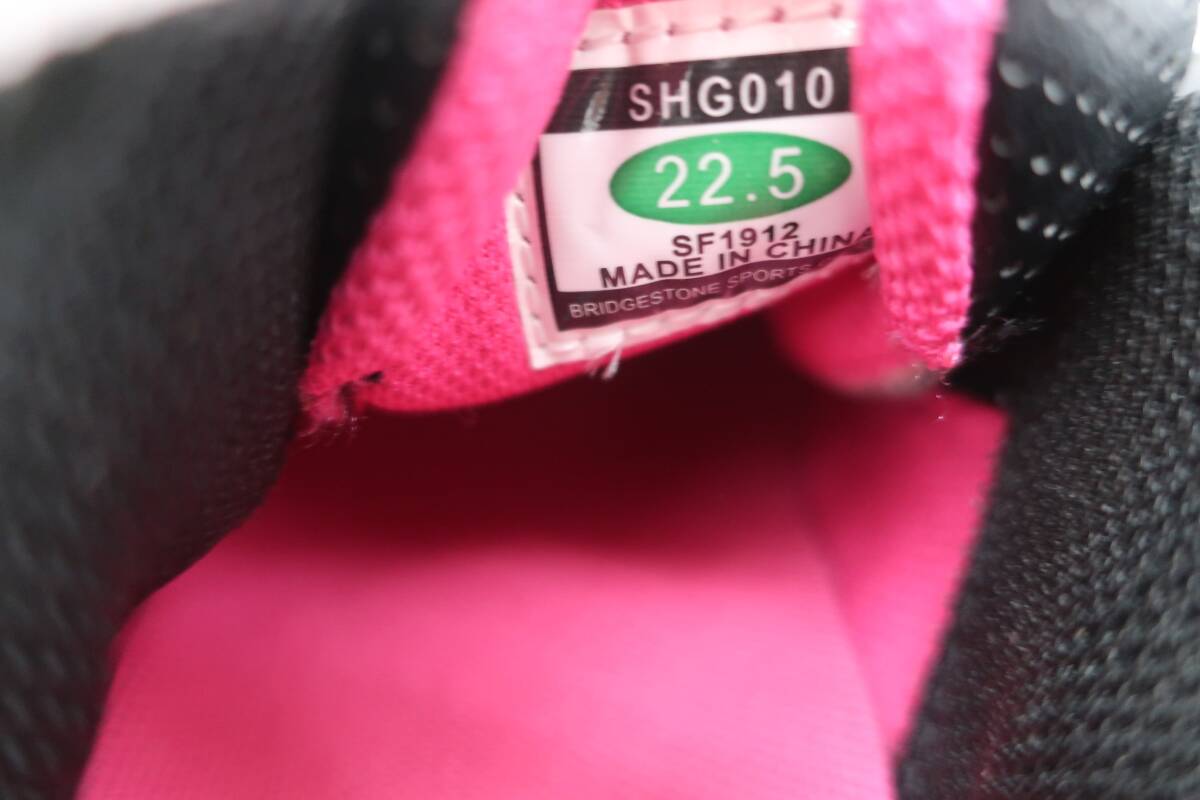 SHG010
22.5
SF1912
MADE IN CHINA
BRIDGESTONE SPORTS